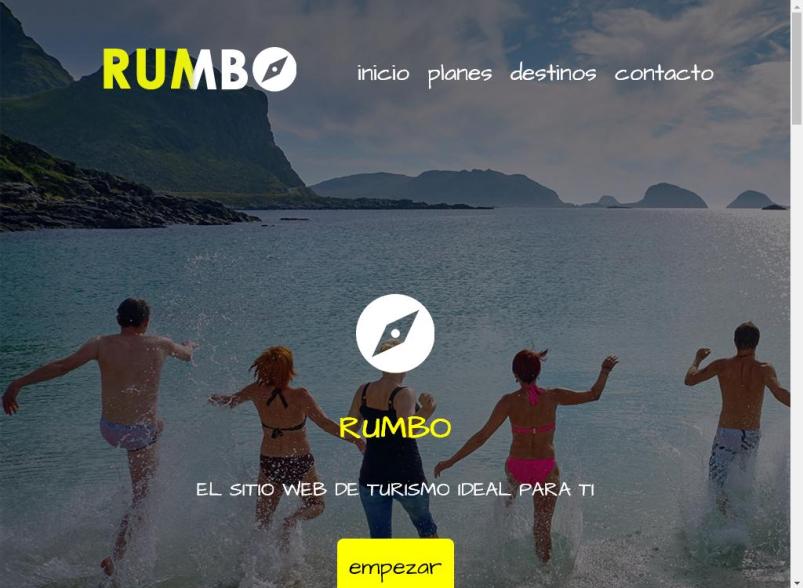 RUMBO
inicio planes destinos contacto
RUMBO
EL SITIO WEB DE TURISMO IDEAL PARA TI
empezar